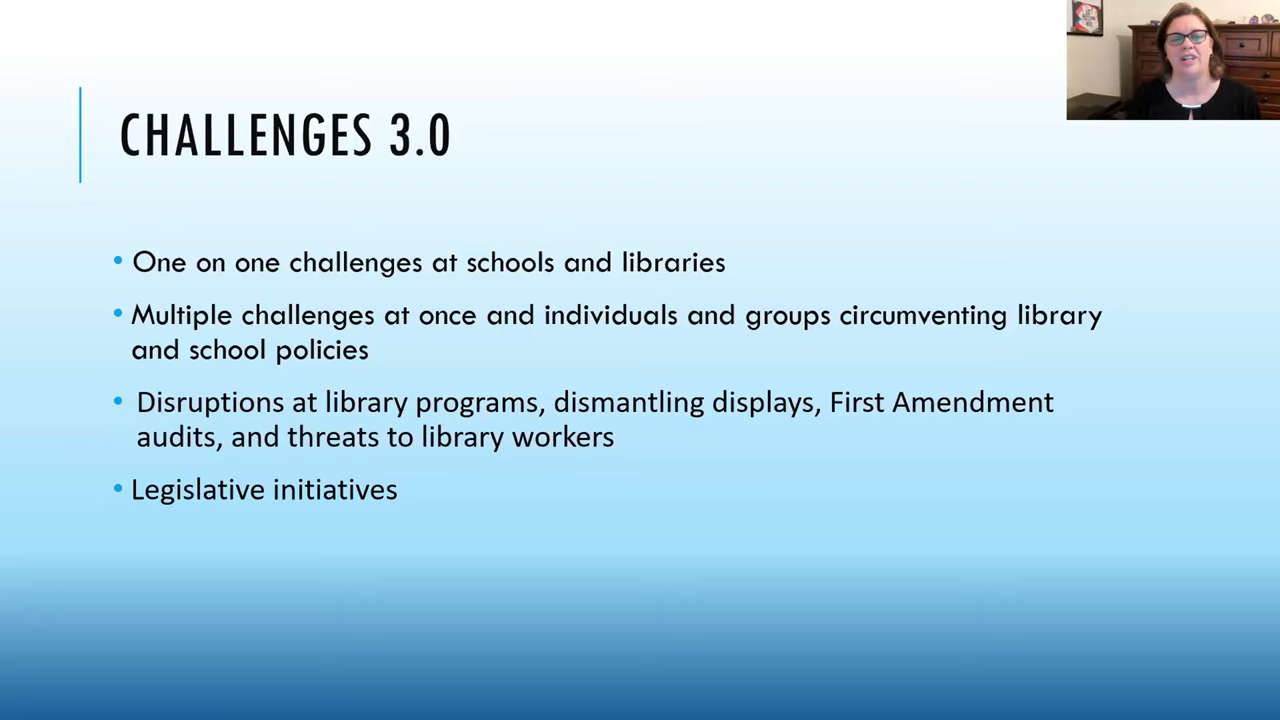 CHALLENGES 3.0
• One on one challenges at schools and libraries
• Multiple challenges at once and individuals and groups circumventing library
and school policies
• Disruptions at library programs, dismantling displays, First Amendment
audits, and threats to library workers
• Legislative initiatives